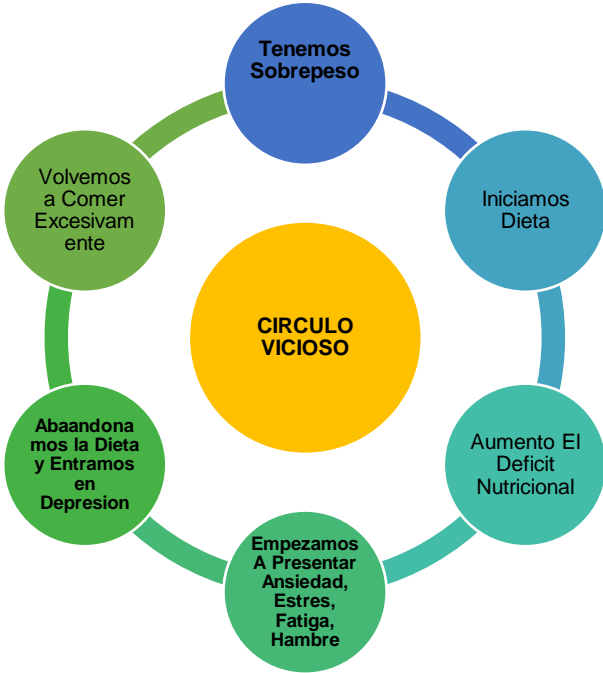 Tenemos
Sobrepeso
Iniciamos
Dieta
Aumento El
Deficit
Nutricional
Empezamos
A Presentar
Ansiedad,
Estres,
Fatiga,
Hambre
Abaandona
mos la Dieta
y Entramos
en
Depresion
Volvemos
a Comer
Excesivam
ente
CIRCULO
VICIOSO